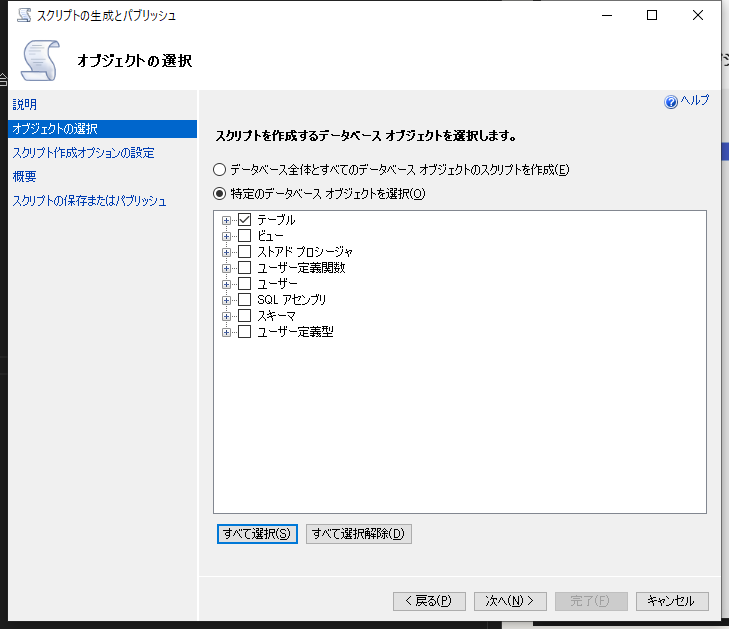 スクリプトの生成とパブリッシュ
オブジェクトの選択
説明
オブジェクトの選択
スクリプト作成オプションの設定
概要
スクリプトの保存またはパブリッシュ
ヘルプ
スクリプトを作成するデータベース オブジェクトを選択します。
データベース全体とすべてのデータベース オブジェクトのスクリプトを作成(E)
特定のデータベース オブジェクトを選択(O)
テーブル
ビュー
ストアド プロシージャ
ユーザー定義関数
ユーザー
SQL アセンブリ
スキーマ
ユーザー定義型
すべて選択(S)
すべて選択解除(D)
< 戻る(P)
次へ(N) >
完了(F)
キャンセル